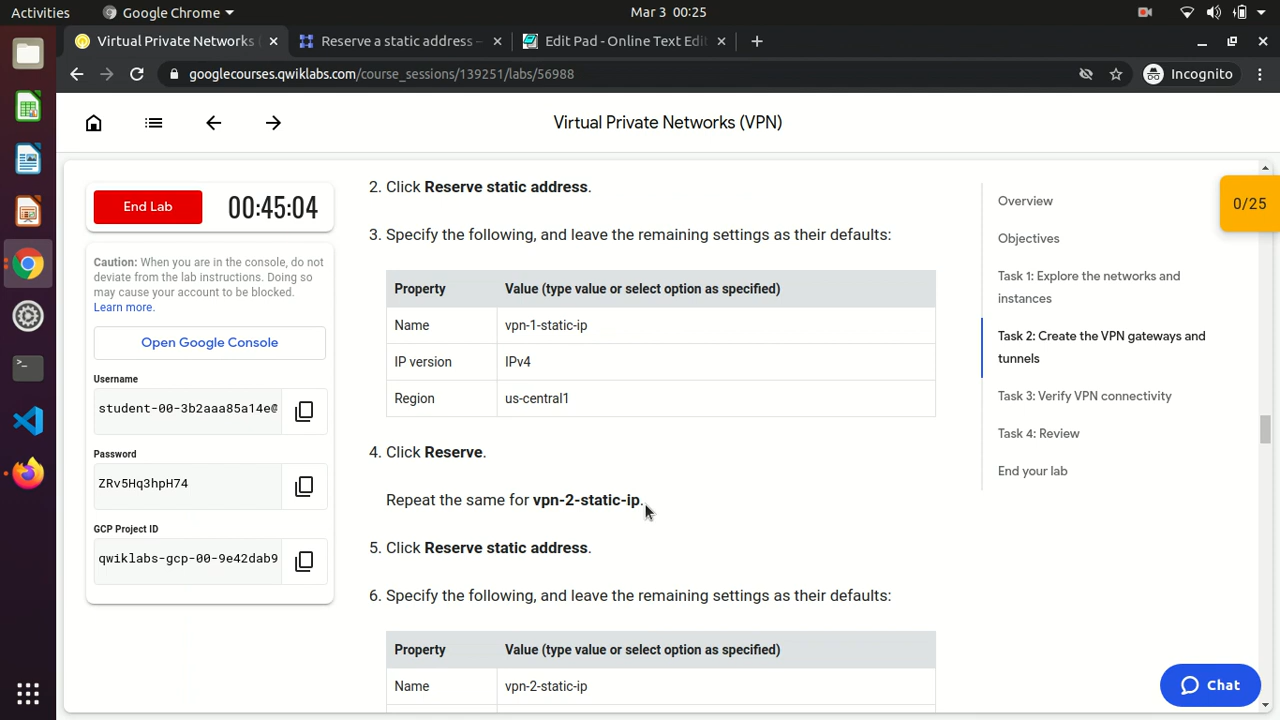 Activities
Google Chrome
Mar 3 00:25
Virtual Private Networks (
Reserve a static address –
Edit Pad - Online Text Edit
googlecourses.qwiklabs.com/course_sessions/139251/labs/56988
Incognito
Virtual Private Networks (VPN)
End Lab
00:45:04
Caution: When you are in the console, do not
deviate from the lab instructions. Doing so
may cause your account to be blocked.
Learn more.
Open Google Console
Username
student-00-3b2aaa85a14e@
Password
ZRv5Hq3hpH74
GCP Project ID
qwiklabs-gcp-00-9e42dab9
2. Click Reserve static address.
3. Specify the following, and leave the remaining settings as their defaults:
Property Value (type value or select option as specified)
Name vpn-1-static-ip
IP version IPv4
Region us-central1
4. Click Reserve.
Repeat the same for vpn-2-static-ip.
5. Click Reserve static address.
6. Specify the following, and leave the remaining settings as their defaults:
Property Value (type value or select option as specified)
Name vpn-2-static-ip
Overview
Objectives
Task 1: Explore the networks and
instances
Task 2: Create the VPN gateways and
tunnels
Task 3: Verify VPN connectivity
Task 4: Review
End your lab
0/25
Chat